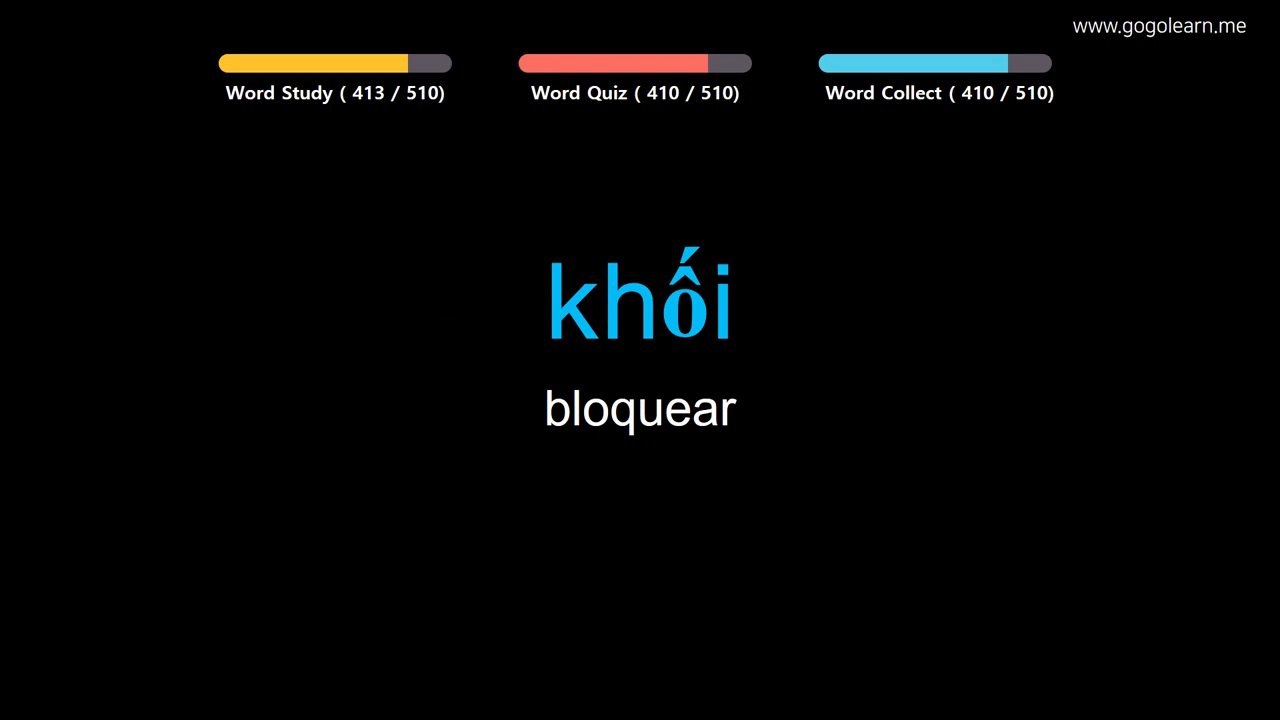 www.gogolearn.me
Word Study ( 413 / 510)
Word Quiz ( 410 / 510)
Word Collect ( 410 / 510)
khối
bloquear